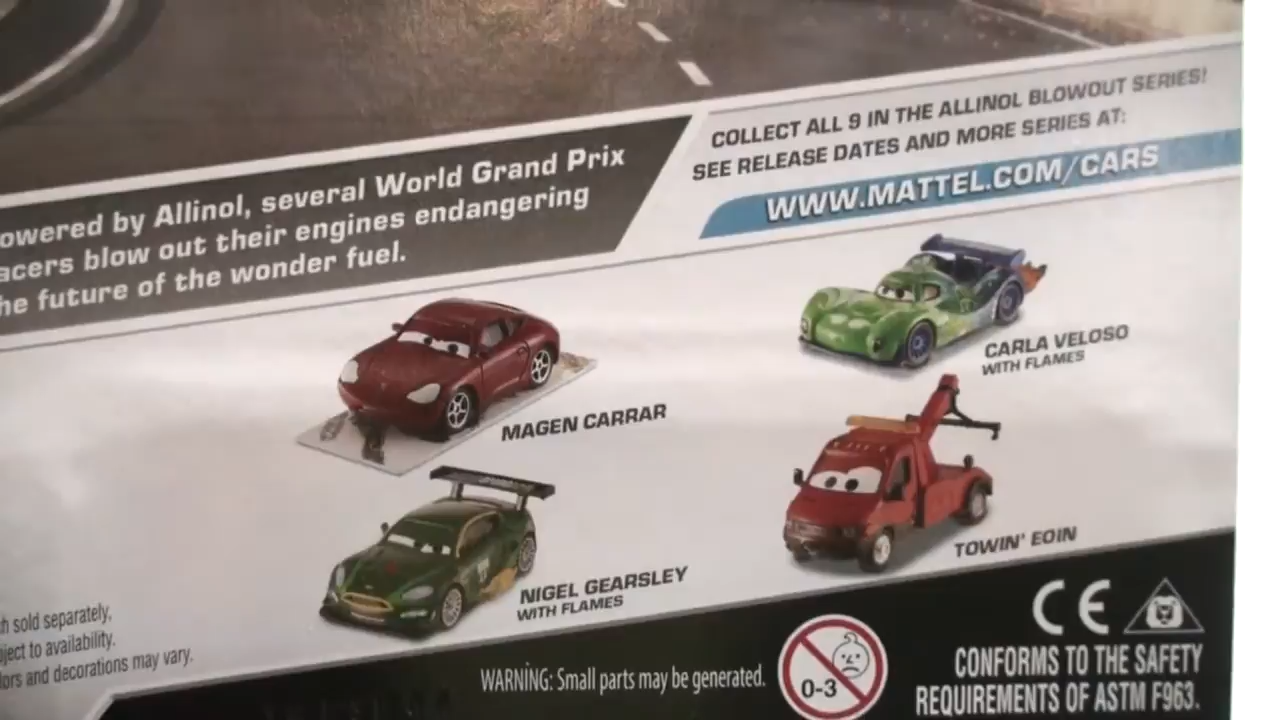 owered by Allinol, several World Grand Prix
acers blow out their engines endangering
he future of the wonder fuel.
COLLECT ALL 9 IN THE ALLINOL BLOWOUT SERIES!
SEE RELEASE DATES AND MORE SERIES AT:
WWW.MATTEL.COM/CARS
MAGEN CARRAR
CARLA VELOSO
WITH FLAMES
NIGEL GEARSLEY
WITH FLAMES
TOWIN' EOIN
h sold separately,
ject to availability.
lors and decorations may vary.
WARNING: Small parts may be generated.
0-3
CE
CONFORMS TO THE SAFETY
REQUIREMENTS OF ASTM F963.